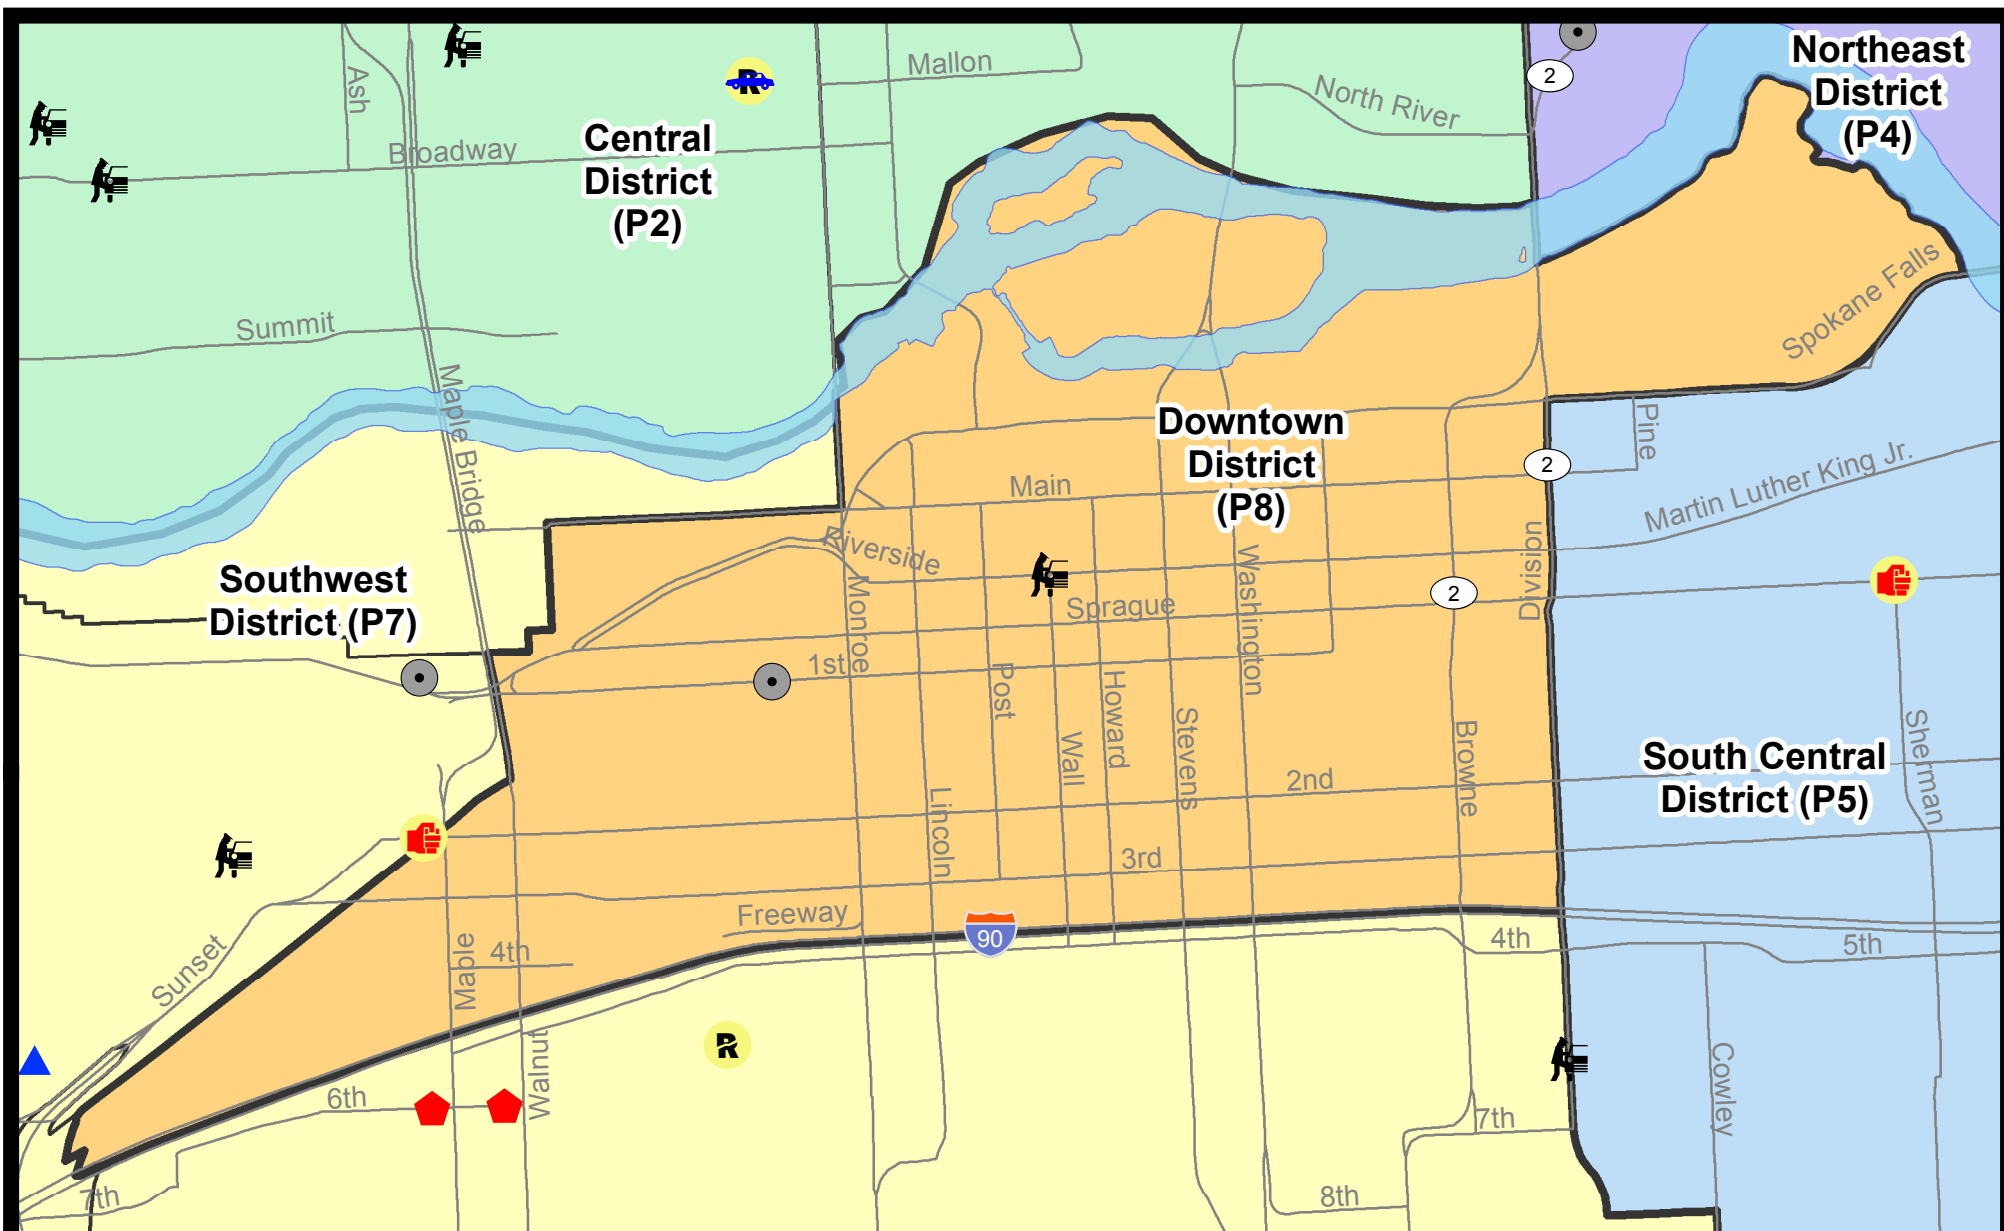 Mallon
Northeast
District
(P4)
2
Ash
North River
Central
District
(P2)
R
Broadway
Summit
Spokane Falls
Maple Bridge
Downtown
District
(P8)
Pine
2
Main
Martin Luther King Jr.
Riverside
Southwest
District (P7)
Monroe
Washington
Division
2
Sprague
1st
Post
Howard
Wall
Stevens
Browne
Sherman
South Central
District (P5)
2nd
Lincoln
3rd
Freeway
90
4th
4th
5th
Sunset
Maple
Walnut
R
Cowley
6th
7th
7th
8th